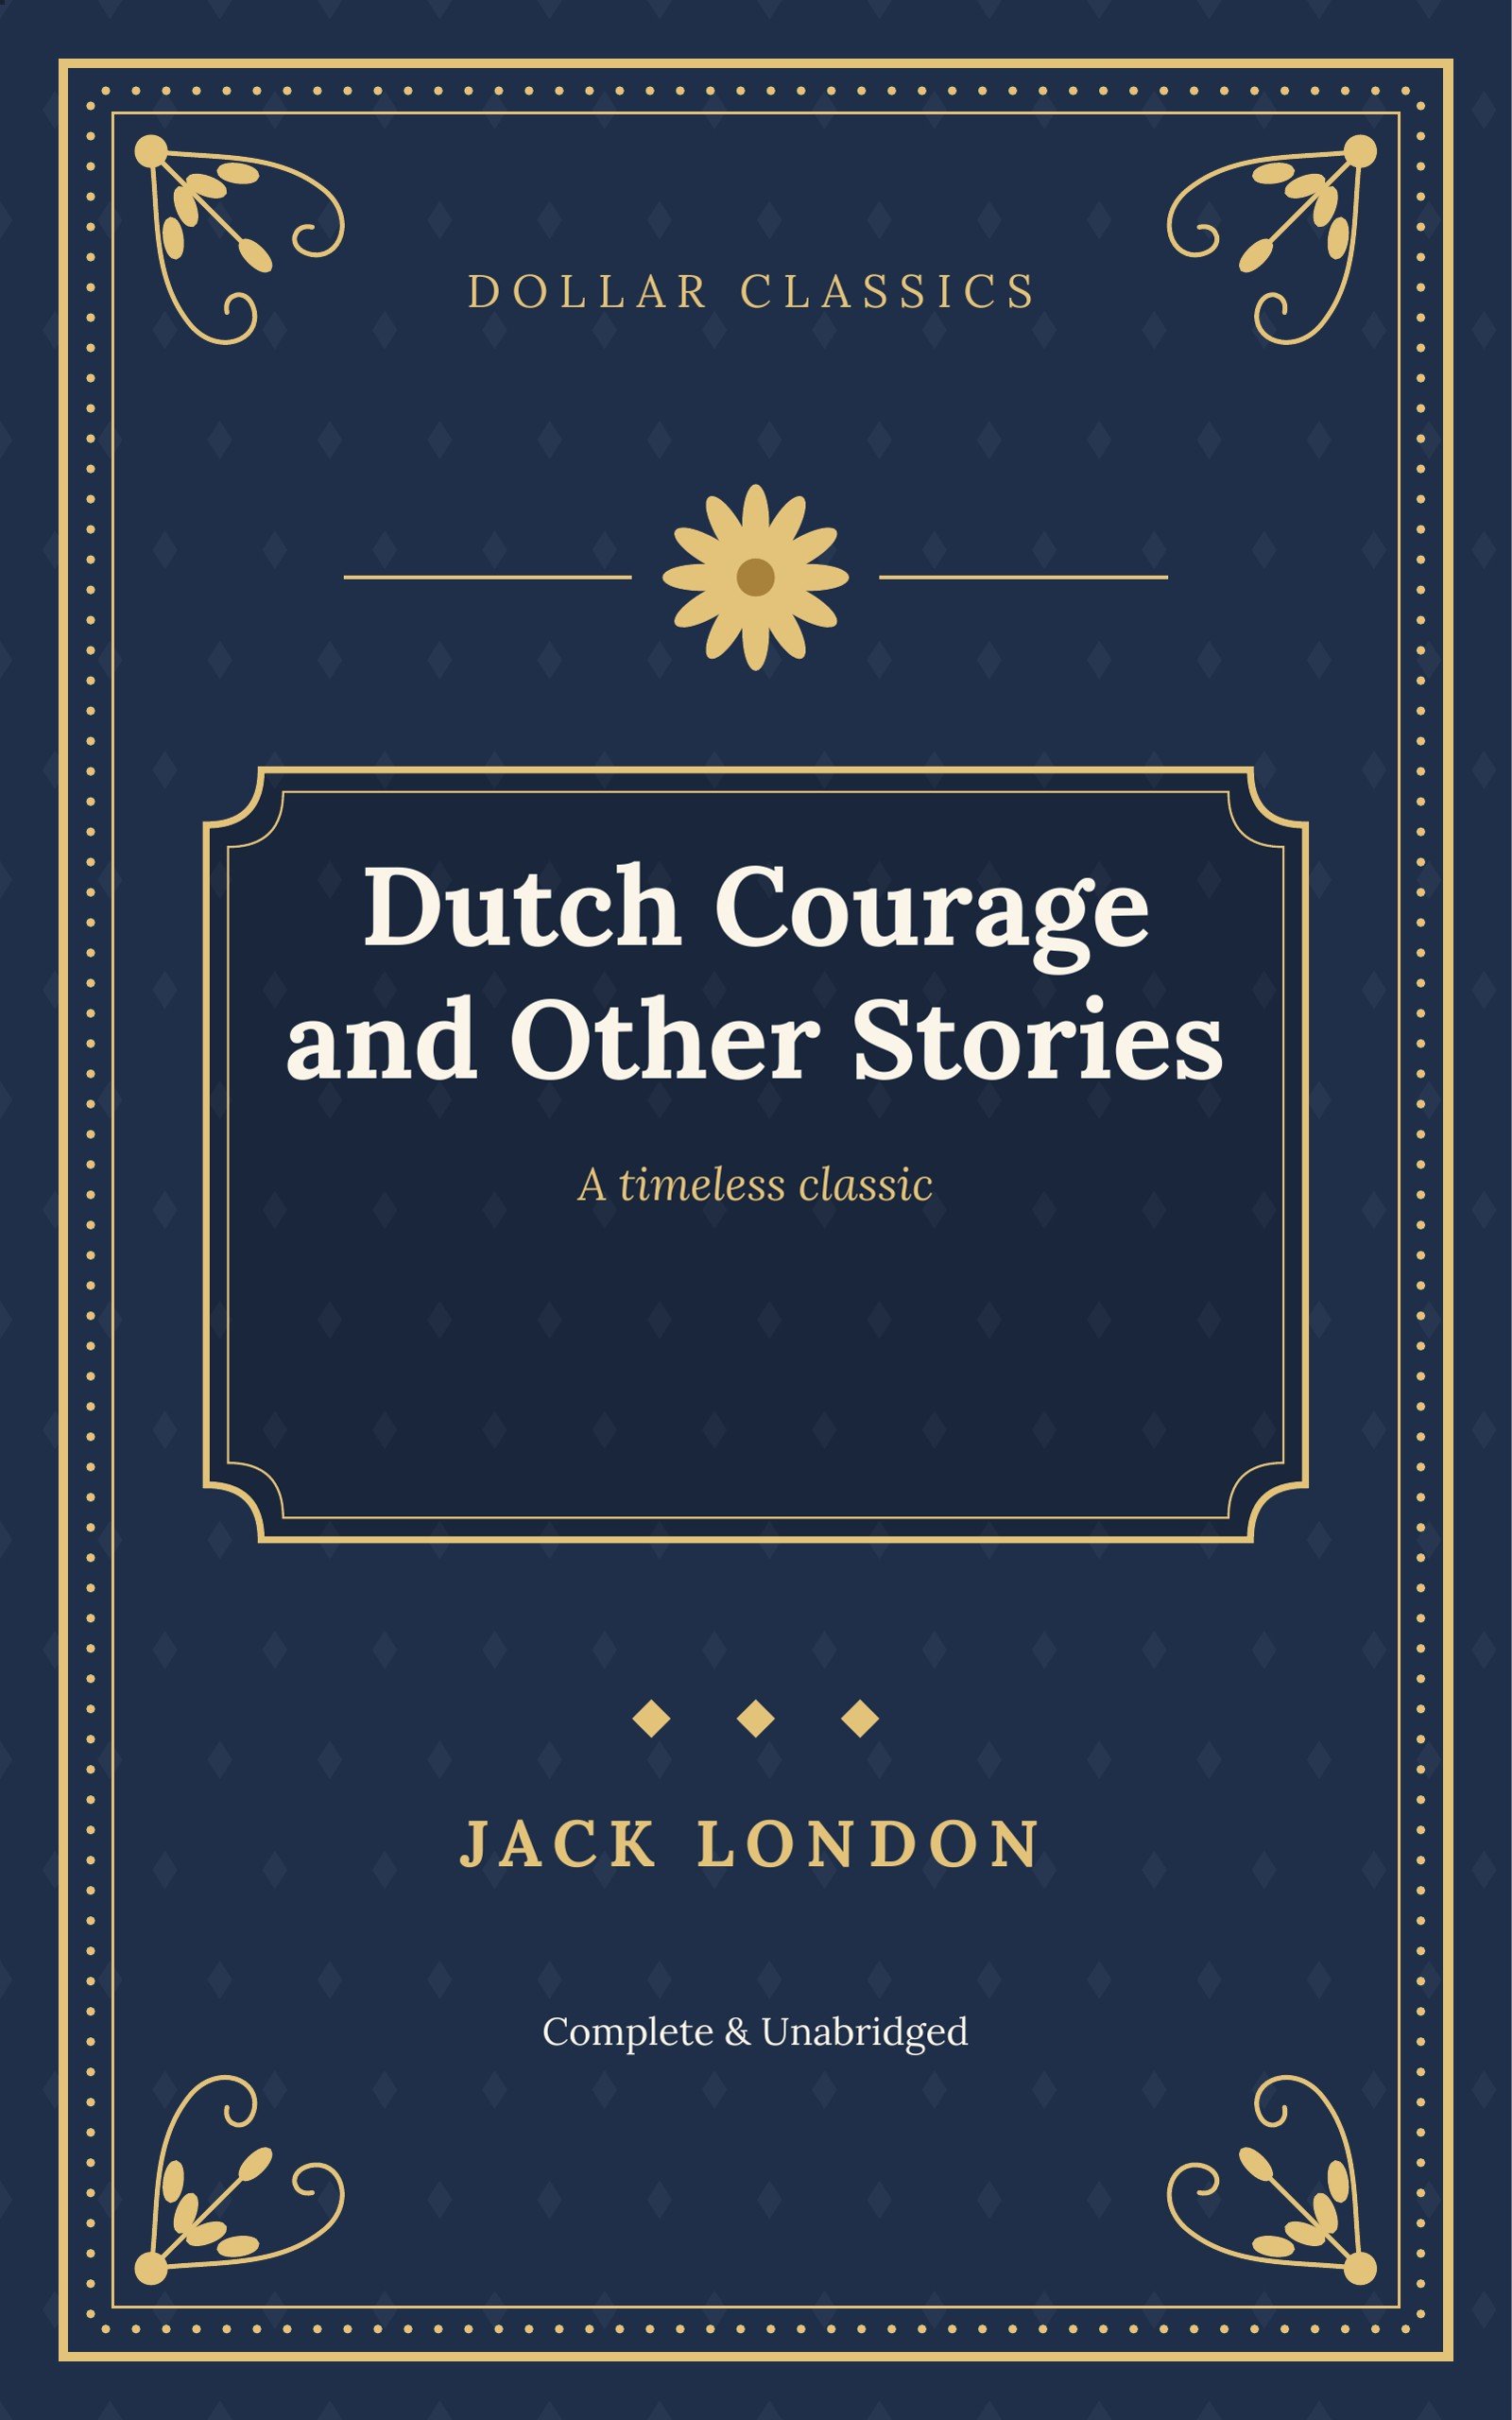 DOLLAR CLASSICS
Dutch Courage
and Other Stories
A timeless classic
JACK LONDON
Complete & Unabridged